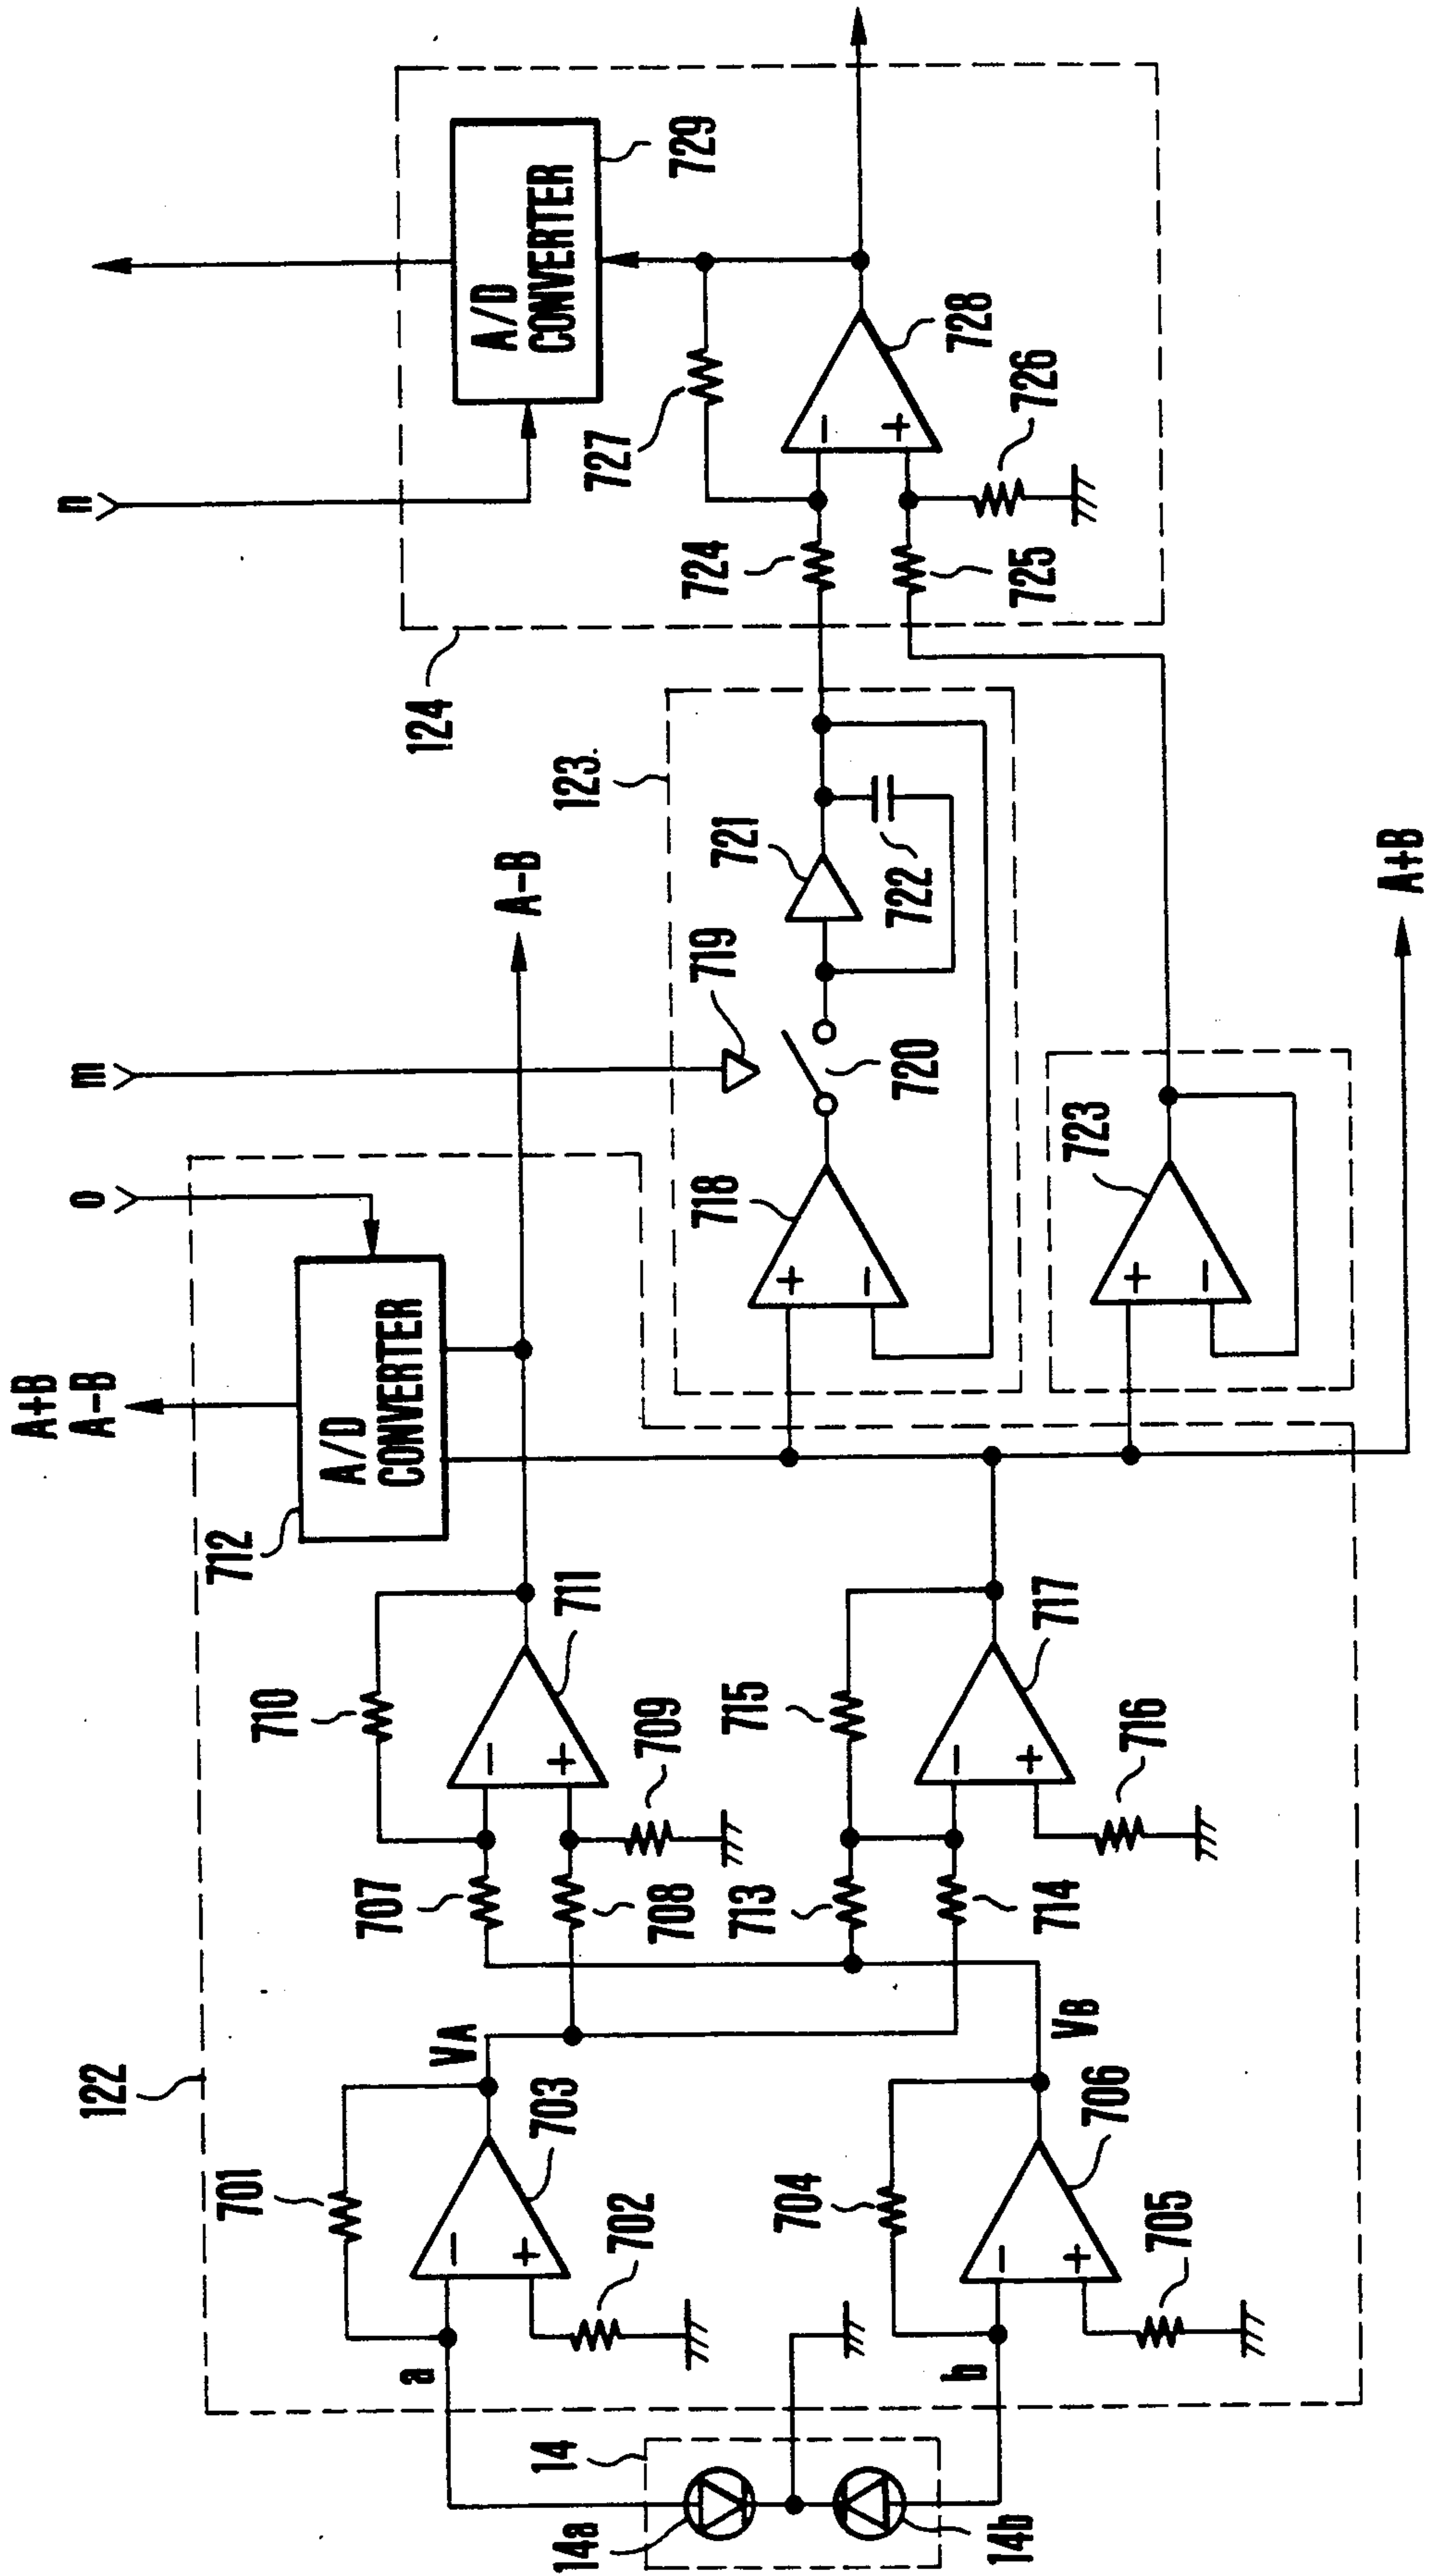 n
A/D
CONVERTER
729
727
728
726
724
725
124
123
A-B
m
719
721
722
720
718
o
A+B
A-B
A/D
CONVERTER
712
723
A+B
122
710
711
709
707
708
715
717
716
713
714
VA
VB
701
703
702
704
706
705
a
b
14
14a
14b